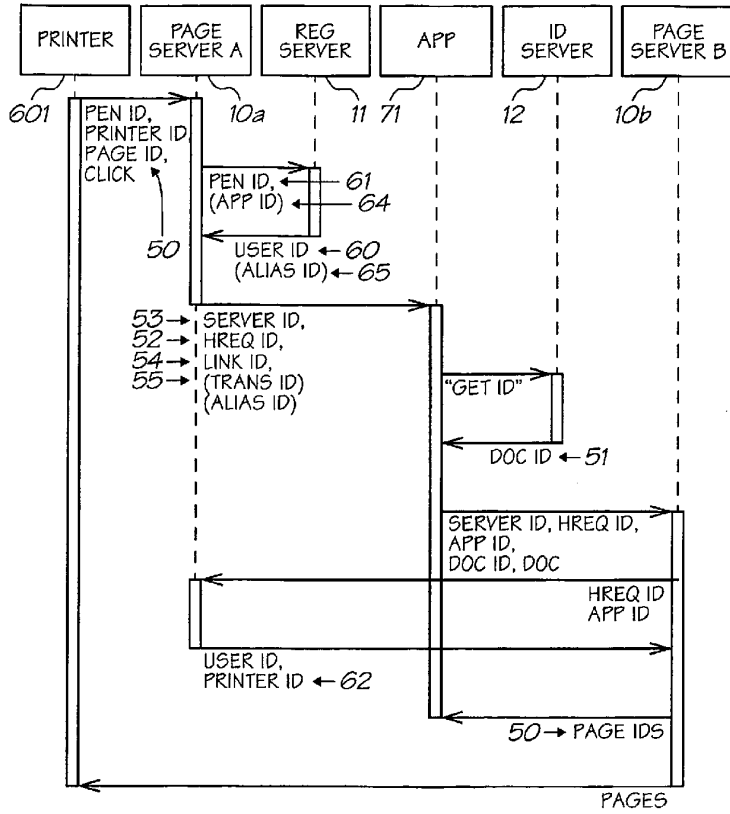 PRINTER
PAGE
SERVER A
REG
SERVER
APP
ID
SERVER
PAGE
SERVER B
601
10a
11
71
12
10b
PEN ID,
PRINTER ID,
PAGE ID,
CLICK
50
PEN ID,
61
(APP ID)
64
USER ID
60
(ALIAS ID)
65
53
SERVER ID,
52
HREQ ID,
54
LINK ID,
55
(TRANS ID)
(ALIAS ID)
"GET ID"
DOC ID
51
SERVER ID, HREQ ID,
APP ID,
DOC ID, DOC
HREQ ID
APP ID
USER ID,
PRINTER ID
62
50
PAGE IDS
PAGES